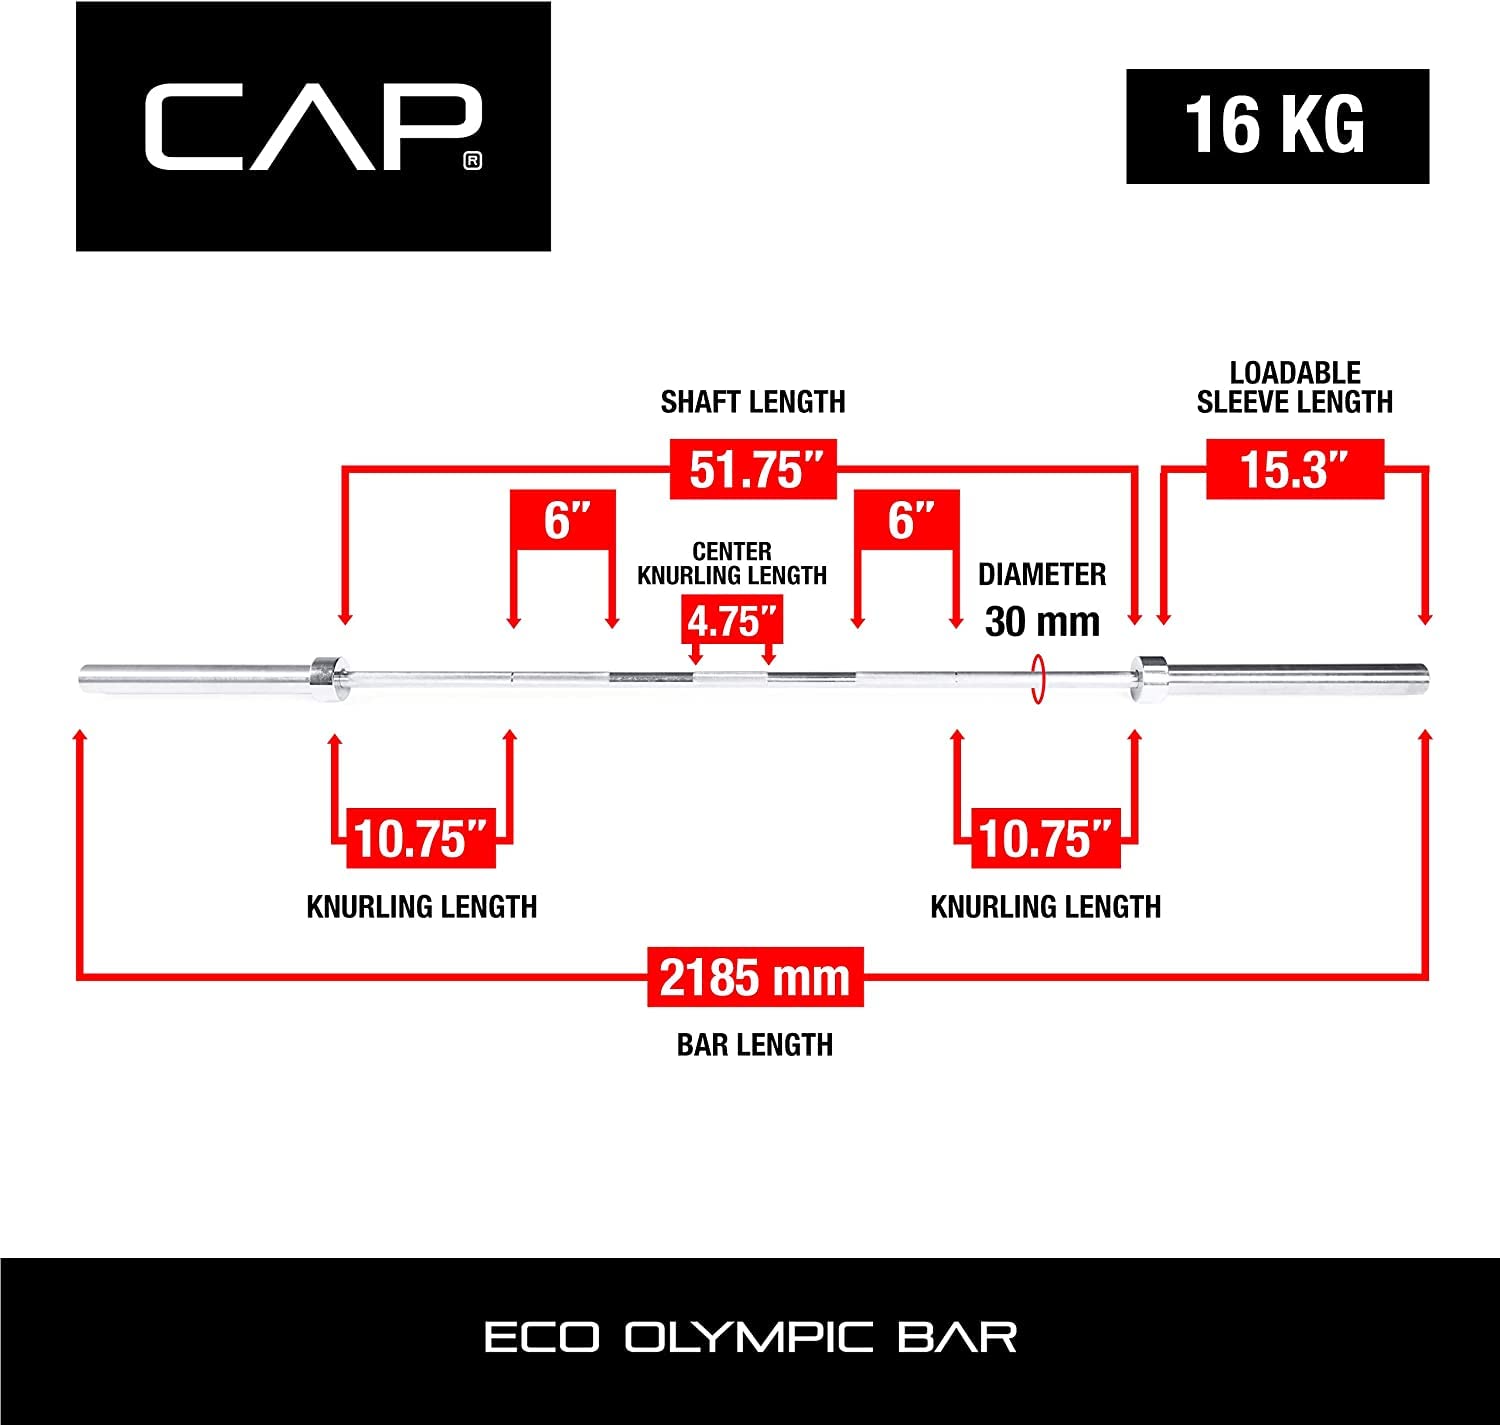 CAP®
16 KG
LOADABLE
SLEEVE LENGTH
SHAFT LENGTH
51.75″
15.3″
6″
6″
CENTER
KNURLING LENGTH
4.75″
DIAMETER
30 mm
10.75″
10.75″
KNURLING LENGTH
KNURLING LENGTH
2185 mm
BAR LENGTH
ECO OLYMPIC BAR